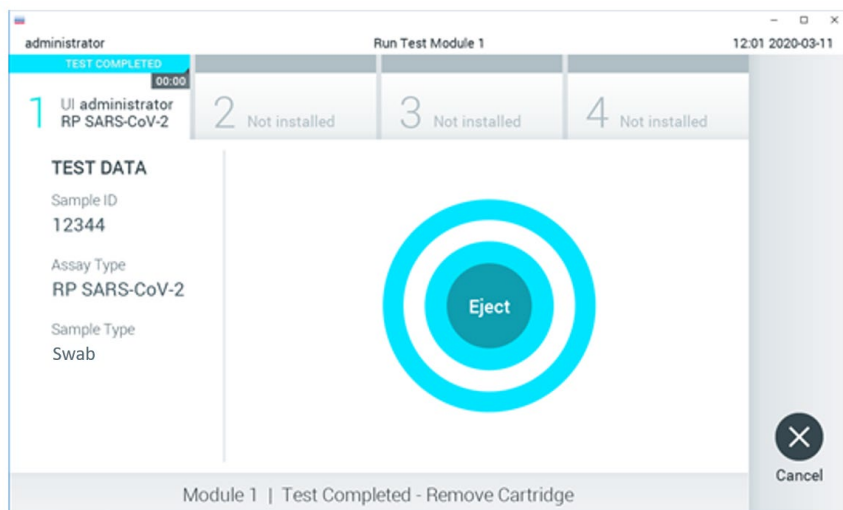 administrator
Run Test Module 1
12:01 2020-03-11
TEST COMPLETED
00:00
1
UI administrator
RP SARS-CoV-2
2 Not installed
3 Not installed
4 Not installed
TEST DATA
Sample ID
12344
Assay Type
RP SARS-CoV-2
Sample Type
Swab
Eject
Cancel
Module 1 | Test Completed - Remove Cartridge